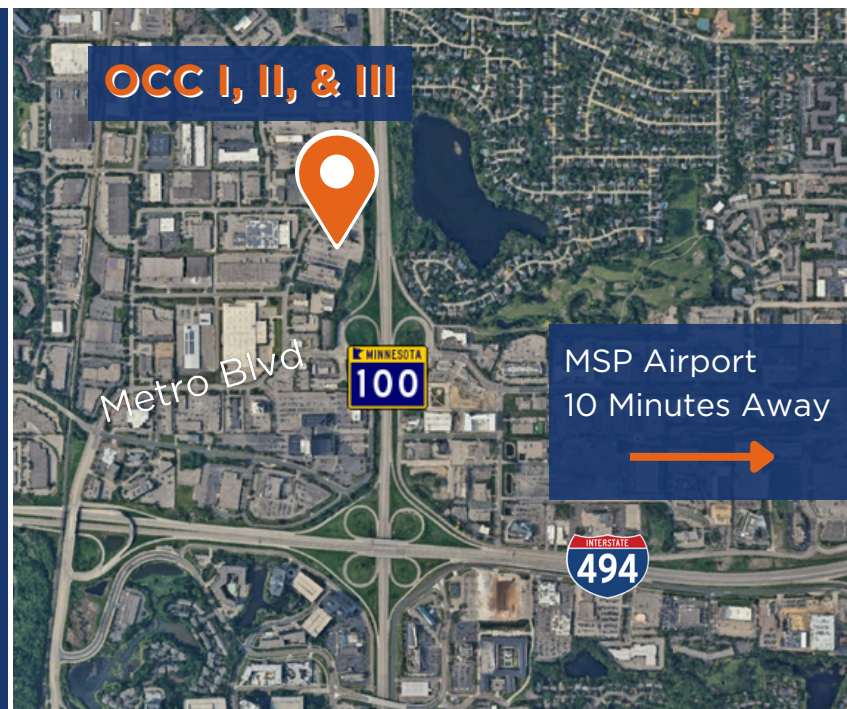 OCC I, II, & III
Metro Blvd
MINNESOTA
100
MSP Airport
10 Minutes Away
INTERSTATE
494